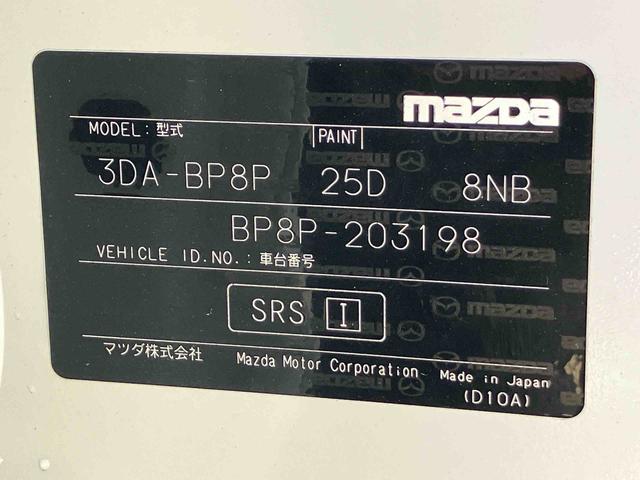 mazda
MODEL：型式 PAINT
3DA-BP8P 25D 8NB
BP8P-203198
VEHICLE ID.NO.：車台番号
SRS I
マツダ株式会社 Mazda Motor Corporation Made in Japan
(D10A)